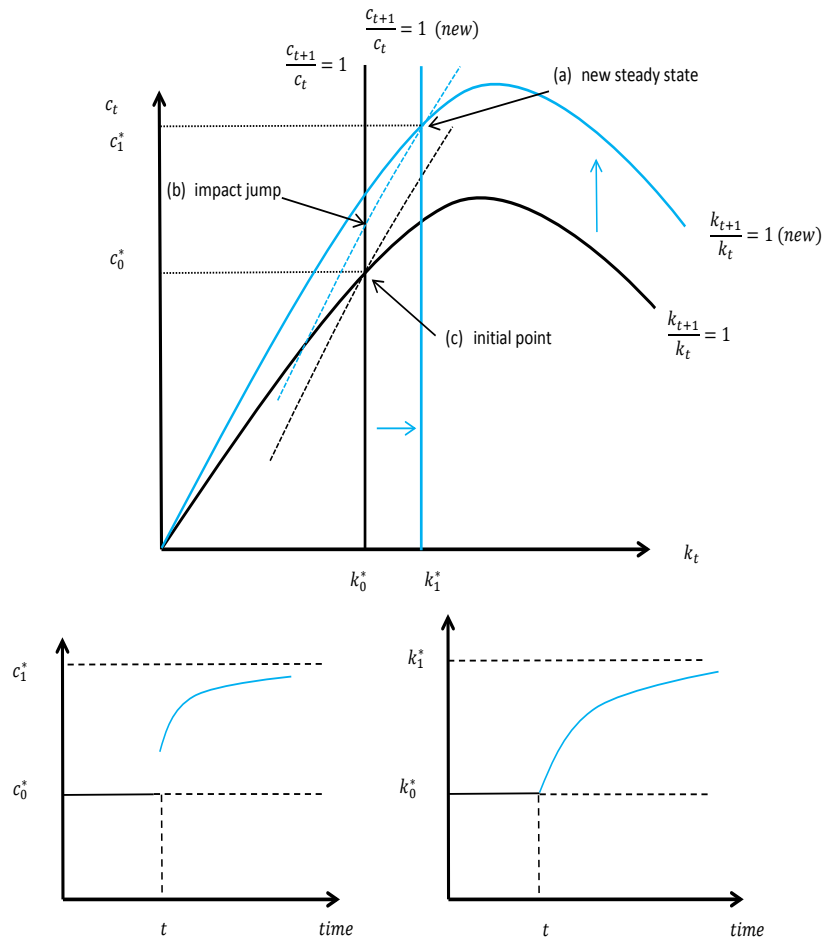 c_{t+1}/c_t = 1 (new)
c_{t+1}/c_t = 1
(a) new steady state
c_t
c_1^*
(b) impact jump
k_{t+1}/k_t = 1 (new)
c_0^*
(c) initial point
k_{t+1}/k_t = 1
k_t
k_0^* k_1^*
c_1^*
c_0^*
t time
k_1^*
k_0^*
t time